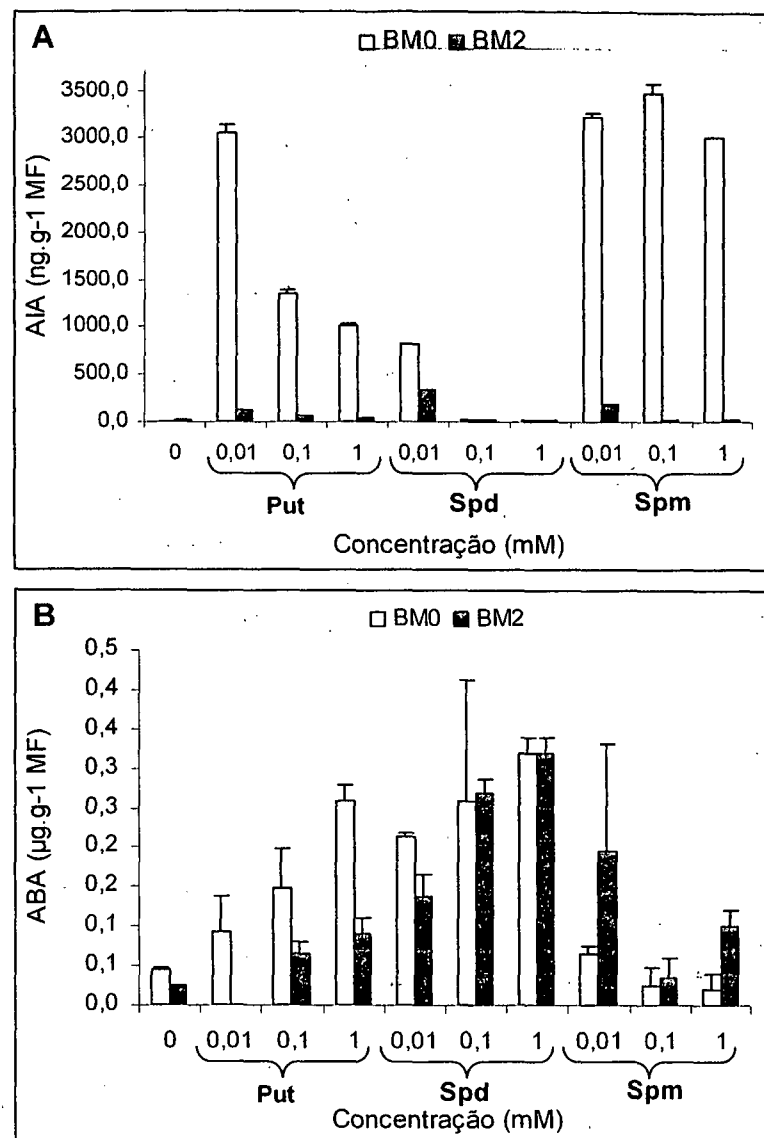 A
BM0 BM2
AIA (ng.g-1 MF)
3500,0
3000,0
2500,0
2000,0
1500,0
1000,0
500,0
0,0
0 0,01 0,1 1 0,01 0,1 1 0,01 0,1 1
Put Spd Spm
Concentração (mM)
B
BM0 BM2
ABA (µg.g-1 MF)
0,5
0,4
0,4
0,3
0,3
0,2
0,2
0,1
0,1
0,0
0 0,01 0,1 1 0,01 0,1 1 0,01 0,1 1
Put Spd Spm
Concentração (mM)